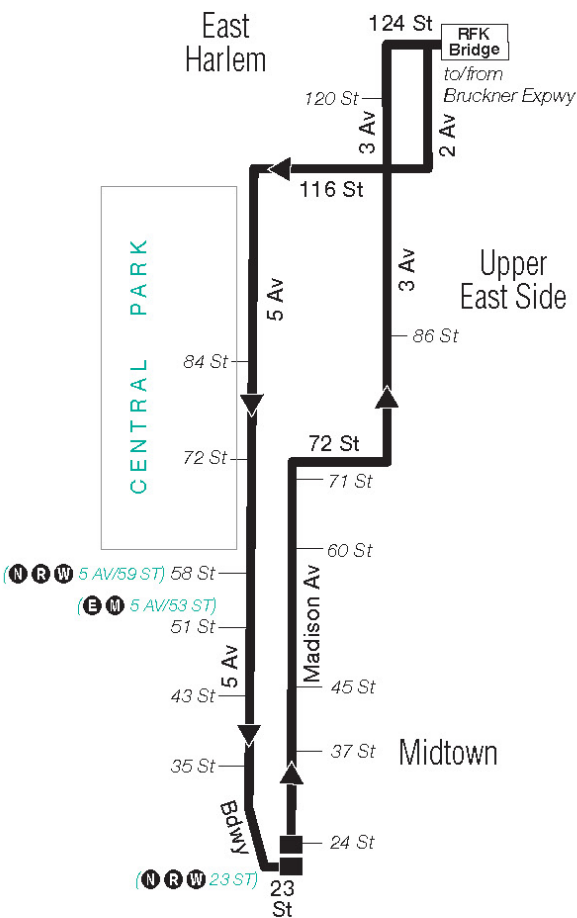 East
Harlem
124 St
RFK
Bridge
to/from
Bruckner Expwy
120 St
3 Av
2 Av
116 St
CENTRAL PARK
5 Av
3 Av
Upper
East Side
86 St
84 St
72 St
72 St
71 St
60 St
(N R W 5 AV/59 ST) 58 St
(E M 5 AV/53 ST)
51 St
Madison Av
5 Av
45 St
43 St
37 St
Midtown
35 St
Bdwy
24 St
(N R W 23 ST)
23
St